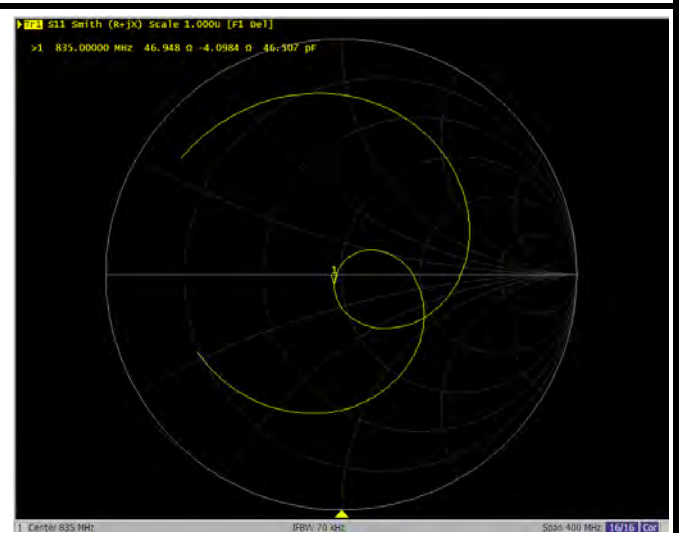 Tr1 S11 Smith (R+jX) Scale 1.000U [F1 Del]
>1 835.00000 MHz 46.948 Ω -4.0984 Ω 46.507 pF
1
1 Center 835 MHz IFBW 70 kHz Span 400 MHz 16/16 Cor